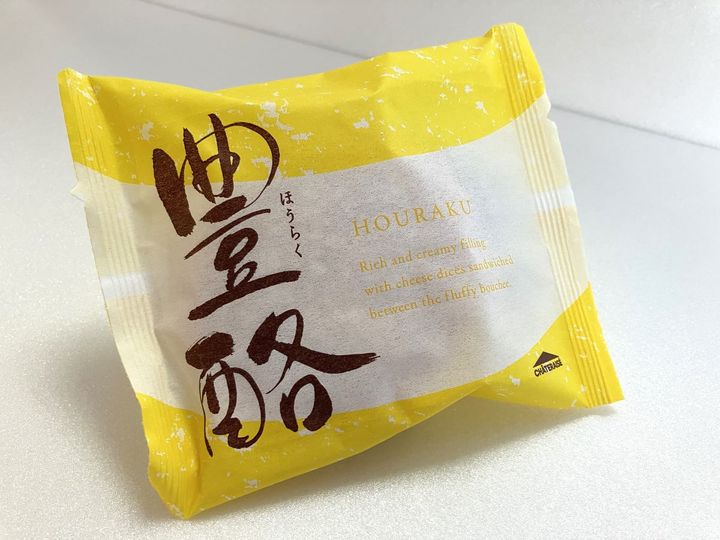 豊酪
ほうらく
HOURAKU
Rich and creamy filling
with cheese dices sandwiched
between the fluffy bouchee
CHÂTERAISÉ